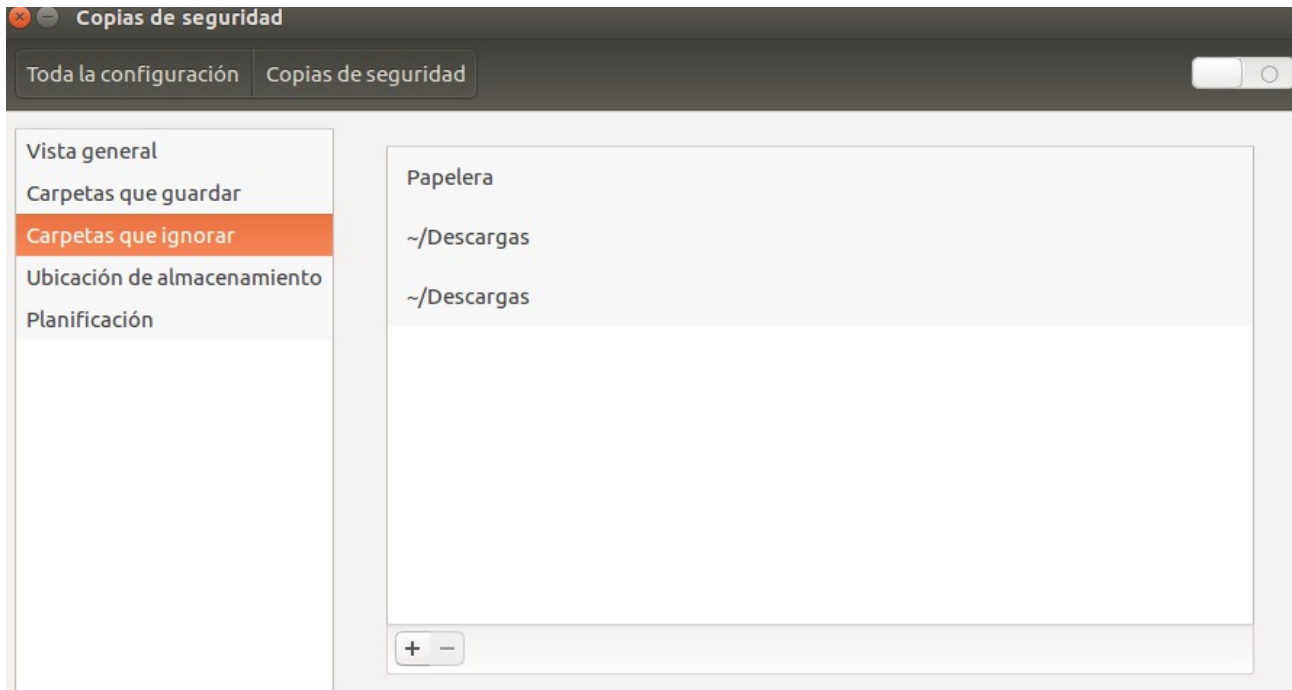 Copias de seguridad
Toda la configuración Copias de seguridad
Vista general
Carpetas que guardar
Carpetas que ignorar
Ubicación de almacenamiento
Planificación
Papelera
~/Descargas
~/Descargas
+ −